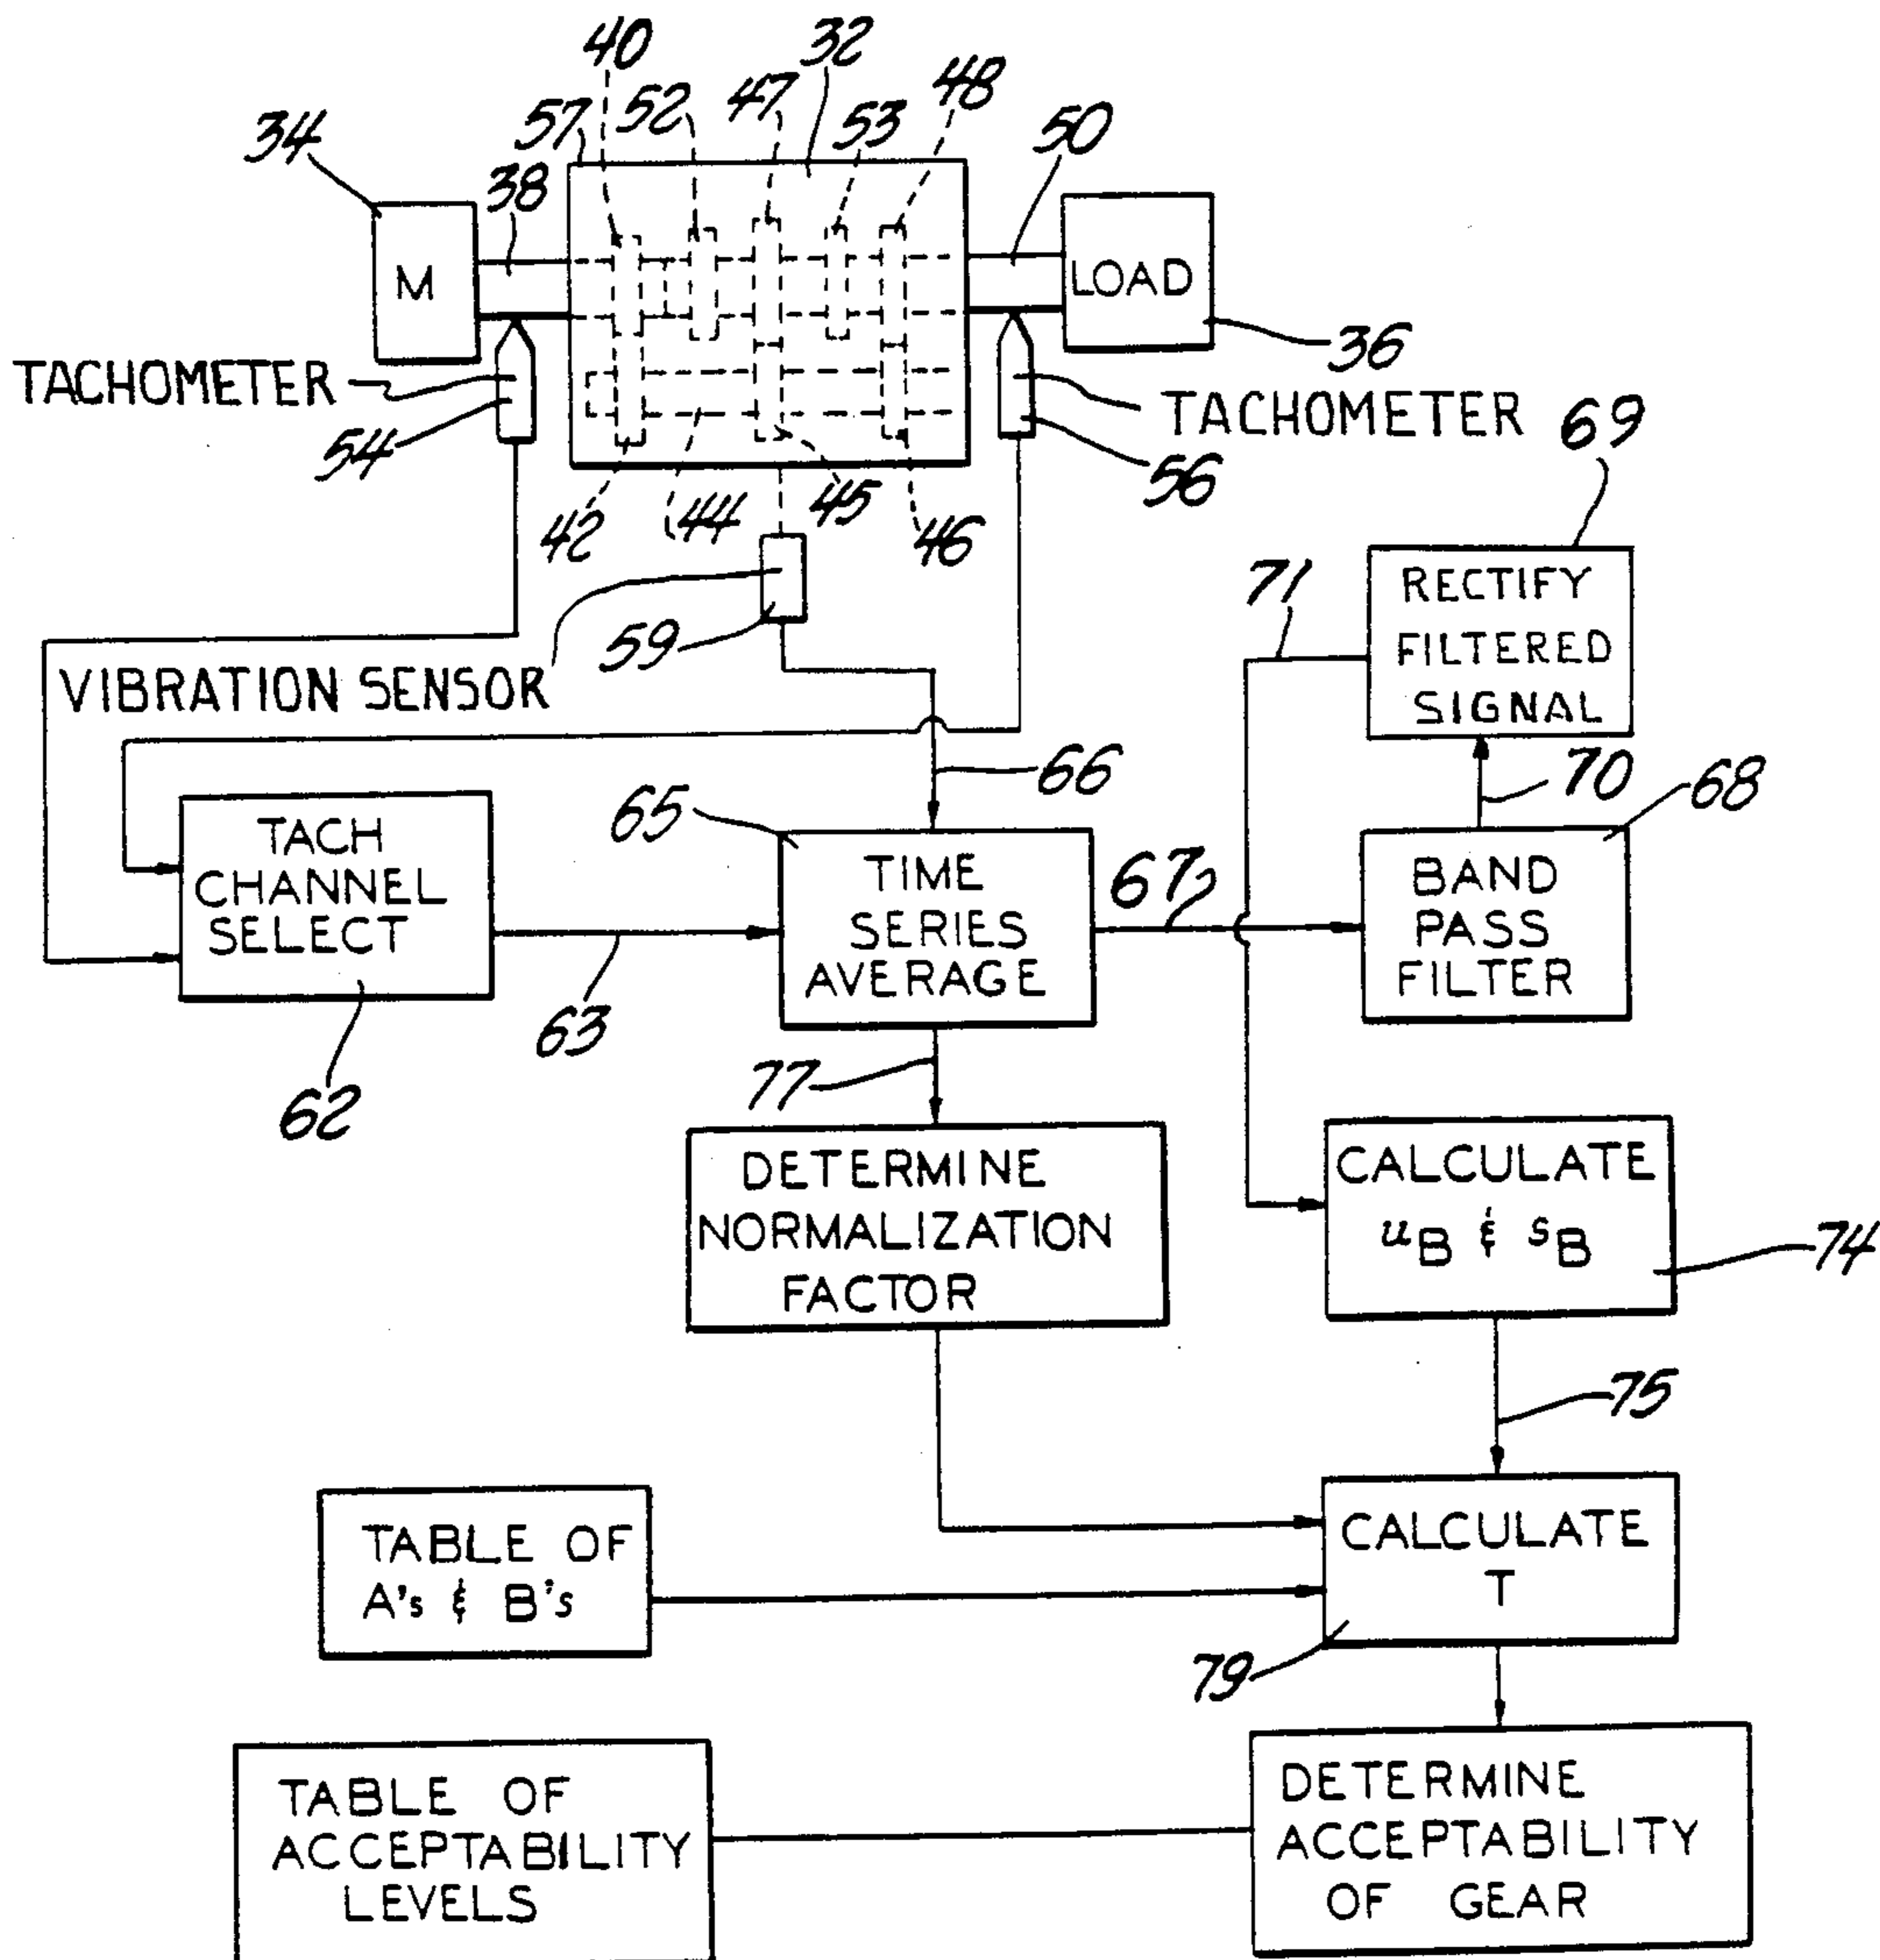 40
32
52
47
48
57
53
50
34
38
M
LOAD
36
TACHOMETER
TACHOMETER
69
54
56
42
44
45
46
RECTIFY
FILTERED
SIGNAL
71
59
VIBRATION SENSOR
66
70
68
65
TACH
CHANNEL
SELECT
TIME
SERIES
AVERAGE
67
BAND
PASS
FILTER
63
62
77
DETERMINE
NORMALIZATION
FACTOR
CALCULATE
uB & sB
74
75
TABLE OF
A's & B's
CALCULATE
T
79
TABLE OF
ACCEPTABILITY
LEVELS
DETERMINE
ACCEPTABILITY
OF GEAR